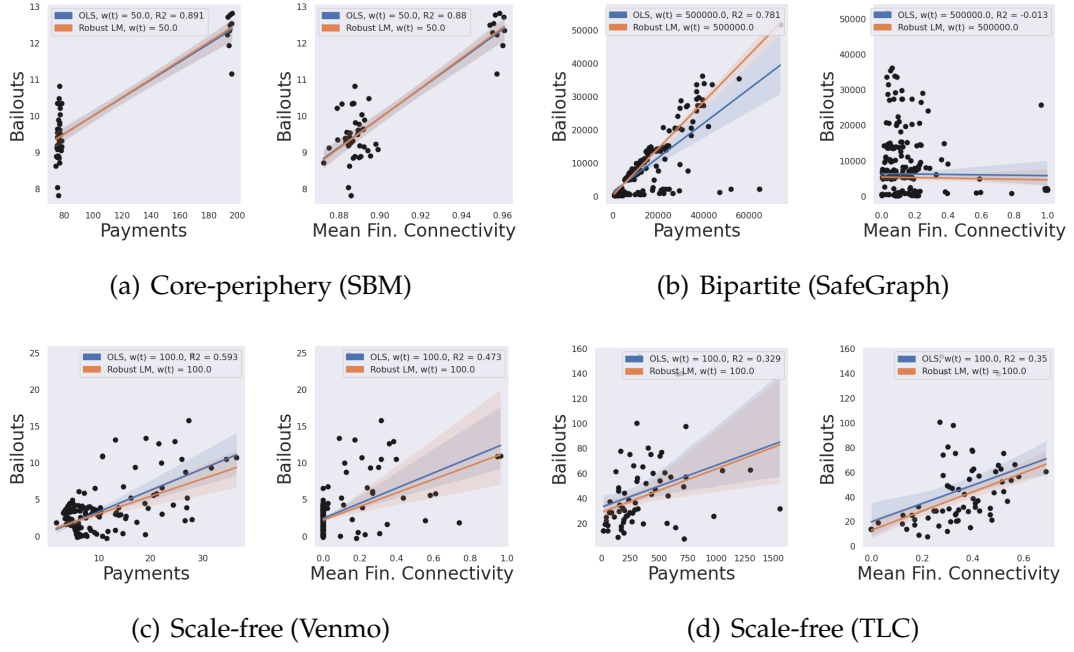 OLS, w(t) = 50.0, R2 = 0.891
Robust LM, w(t) = 50.0
Bailouts
13
12
11
10
9
8
80 100 120 140 160 180 200
Payments
OLS, w(t) = 50.0, R2 = 0.88
Robust LM, w(t) = 50.0
Bailouts
13
12
11
10
9
8
0.88 0.90 0.92 0.94 0.96
Mean Fin. Connectivity
(a) Core-periphery (SBM)
OLS, w(t) = 500000.0, R2 = 0.781
Robust LM, w(t) = 500000.0
Bailouts
50000
40000
30000
20000
10000
0
0 20000 40000 60000
Payments
OLS, w(t) = 500000.0, R2 = -0.013
Robust LM, w(t) = 500000.0
Bailouts
50000
40000
30000
20000
10000
0
0.0 0.2 0.4 0.6 0.8 1.0
Mean Fin. Connectivity
(b) Bipartite (SafeGraph)
OLS, w(t) = 100.0, R2 = 0.593
Robust LM, w(t) = 100.0
Bailouts
25
20
15
10
5
0
10 20 30
Payments
OLS, w(t) = 100.0, R2 = 0.473
Robust LM, w(t) = 100.0
Bailouts
25
20
15
10
5
0
0.0 0.2 0.4 0.6 0.8 1.0
Mean Fin. Connectivity
(c) Scale-free (Venmo)
OLS, w(t) = 100.0, R2 = 0.329
Robust LM, w(t) = 100.0
Bailouts
160
140
120
100
80
60
40
20
0 250 500 750 1000 1250 1500
Payments
OLS, w(t) = 100.0, R2 = 0.35
Robust LM, w(t) = 100.0
Bailouts
160
140
120
100
80
60
40
20
0
0.0 0.2 0.4 0.6
Mean Fin. Connectivity
(d) Scale-free (TLC)